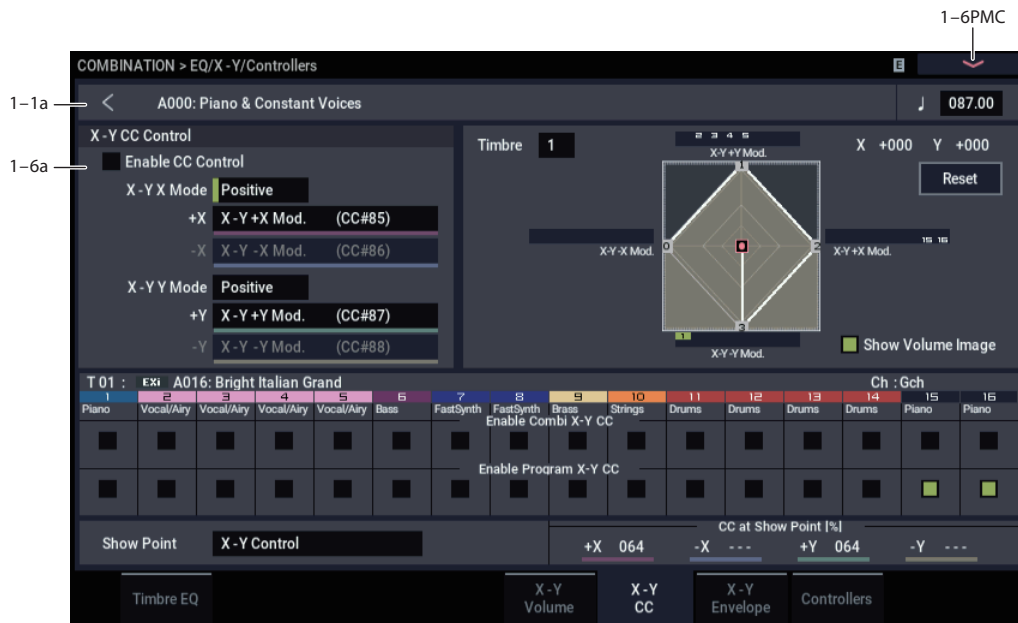 1–6PMC
COMBINATION > EQ/X-Y/Controllers
E
1–1a
A000: Piano & Constant Voices
♩ 087.00
X-Y CC Control
1–6a
Enable CC Control
X-Y X Mode Positive
+X X-Y +X Mod. (CC#85)
-X X-Y -X Mod. (CC#86)
X-Y Y Mode Positive
+Y X-Y +Y Mod. (CC#87)
-Y X-Y -Y Mod. (CC#88)
Timbre 1
2 3 4 5
X-Y +Y Mod.
X +000 Y +000
Reset
1
0
2
3
X-Y -X Mod.
15 16
X-Y +X Mod.
1
X-Y -Y Mod.
Show Volume Image
T 01 : EXi A016: Bright Italian Grand Ch : Gch
1 2 3 4 5 6 7 8 9 10 11 12 13 14 15 16
Piano Vocal/Airy Vocal/Airy Vocal/Airy Vocal/Airy Bass FastSynth FastSynth Brass Strings Drums Drums Drums Drums Piano Piano
Enable Combi X-Y CC
Enable Program X-Y CC
Show Point X-Y Control
CC at Show Point [%]
+X 064 -X --- +Y 064 -Y ---
Timbre EQ
X-Y
Volume
X-Y
CC
X-Y
Envelope
Controllers